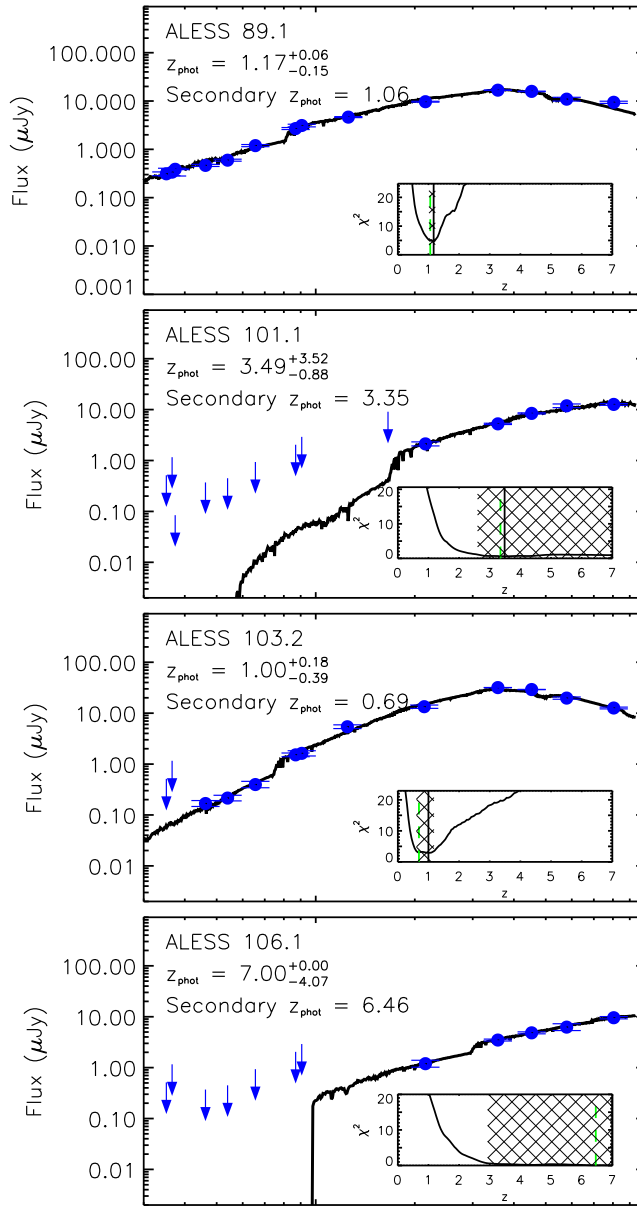 ALESS 89.1
z_phot = 1.17 +0.06 -0.15
Secondary z_phot = 1.06
Flux (μJy)
100.000
10.000
1.000
0.100
0.010
0.001
χ²
20
10
0
0 1 2 3 4 5 6 7
z
ALESS 101.1
z_phot = 3.49 +3.52 -0.88
Secondary z_phot = 3.35
Flux (μJy)
100.00
10.00
1.00
0.10
0.01
χ²
20
10
0
0 1 2 3 4 5 6 7
z
ALESS 103.2
z_phot = 1.00 +0.18 -0.39
Secondary z_phot = 0.69
Flux (μJy)
100.00
10.00
1.00
0.10
0.01
χ²
20
10
0
0 1 2 3 4 5 6 7
z
ALESS 106.1
z_phot = 7.00 +0.00 -4.07
Secondary z_phot = 6.46
Flux (μJy)
100.00
10.00
1.00
0.10
0.01
χ²
20
10
0
0 1 2 3 4 5 6 7
z